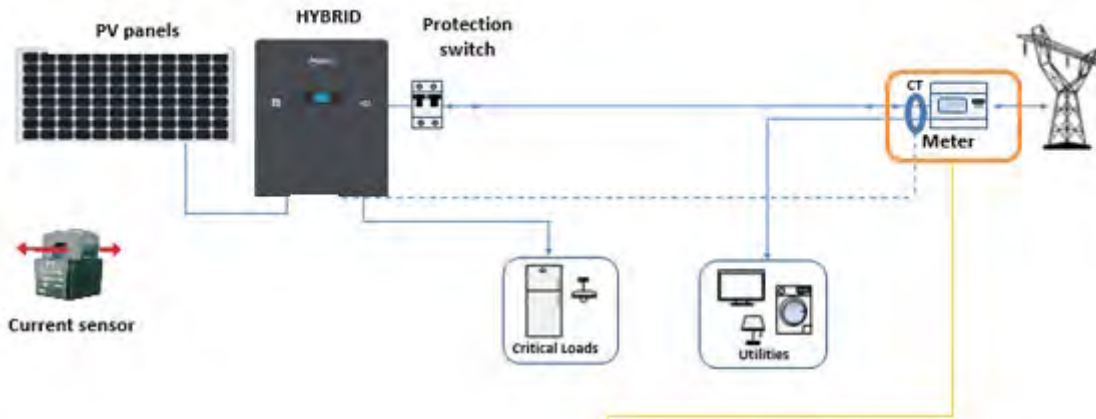 HYBRID
PV panels
Protection
switch
CT
Meter
Current sensor
Critical Loads
Utilities